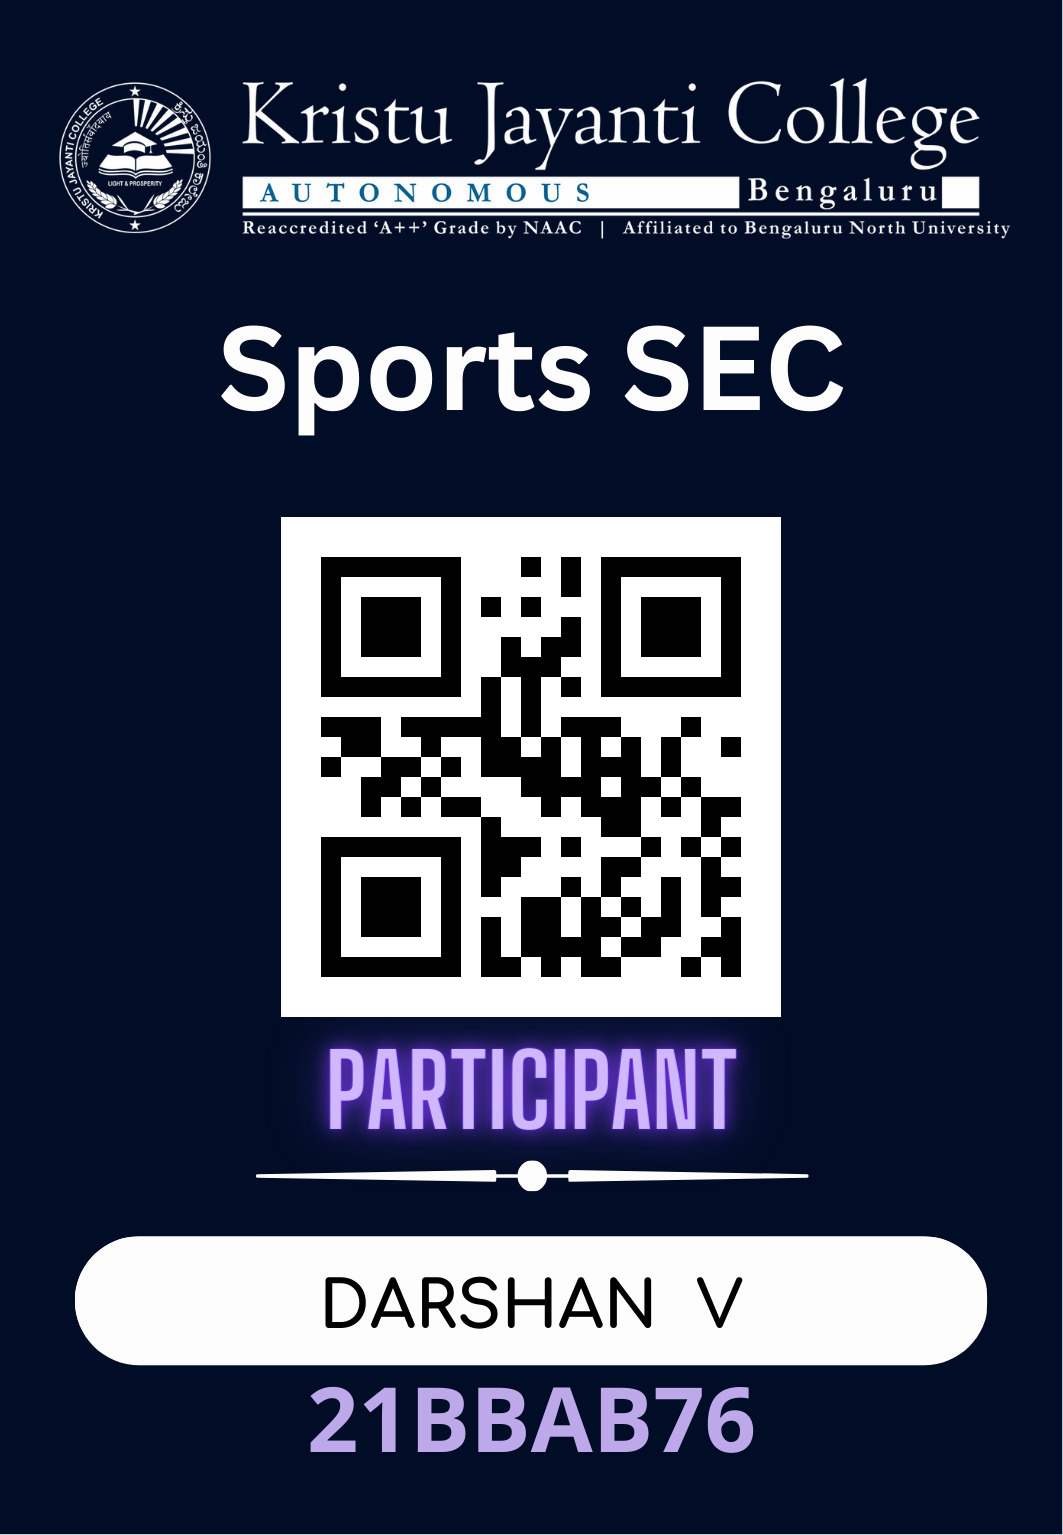 Kristu Jayanti College
AUTONOMOUS Bengaluru
Reaccredited ‘A++’ Grade by NAAC | Affiliated to Bengaluru North University
KRISTU JAYANTI COLLEGE
LIGHT & PROSPERITY
Sports SEC
PARTICIPANT
DARSHAN V
21BBAB76